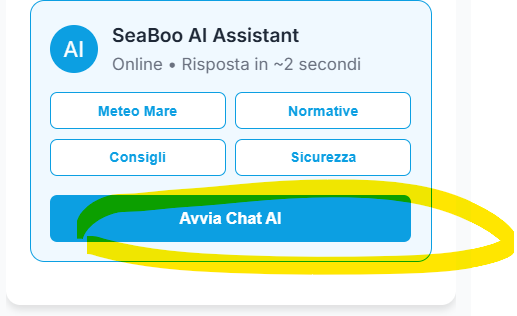 AI
SeaBoo AI Assistant
Online • Risposta in ~2 secondi
Meteo Mare
Normative
Consigli
Sicurezza
Avvia Chat AI